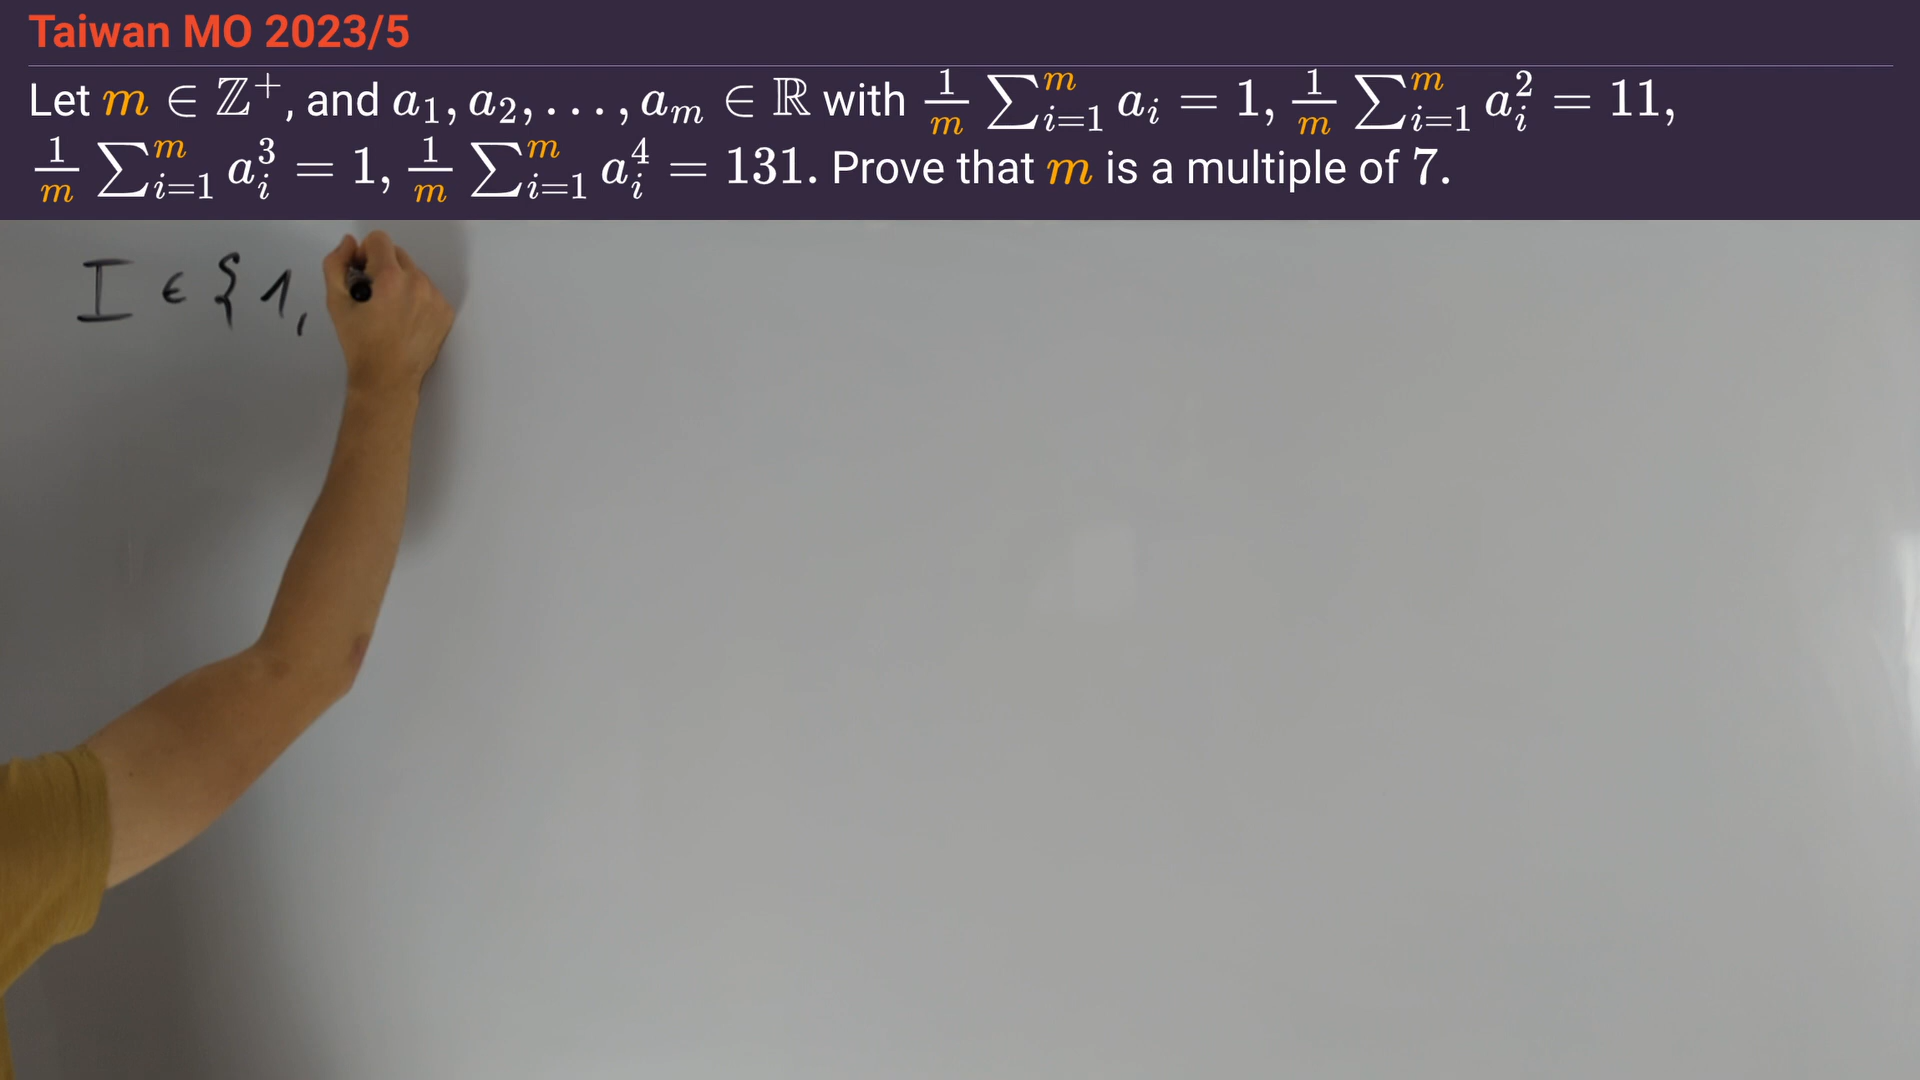 Taiwan MO 2023/5
Let m ∈ ℤ⁺, and a₁, a₂, …, aₘ ∈ ℝ with 1/m ∑ᵢ₌₁ᵐ aᵢ = 1, 1/m ∑ᵢ₌₁ᵐ aᵢ² = 11,
1/m ∑ᵢ₌₁ᵐ aᵢ³ = 1, 1/m ∑ᵢ₌₁ᵐ aᵢ⁴ = 131. Prove that m is a multiple of 7.
I ∈ { 1,